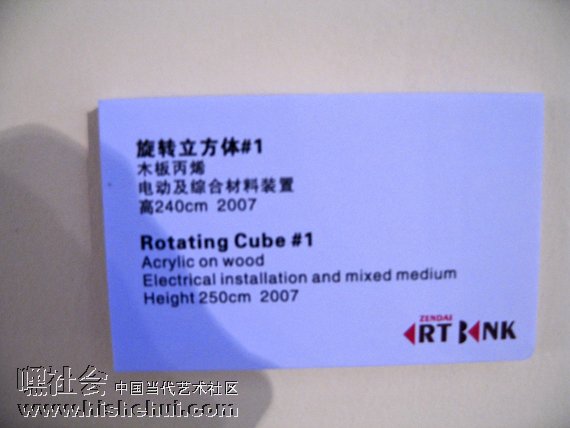 旋转立方体#1
木板丙烯
电动及综合材料装置
高240cm 2007
Rotating Cube #1
Acrylic on wood
Electrical installation and mixed medium
Height 250cm 2007
ZENDAI
ART BANK
嘿社会 中国当代艺术社区
www.hishehui.com